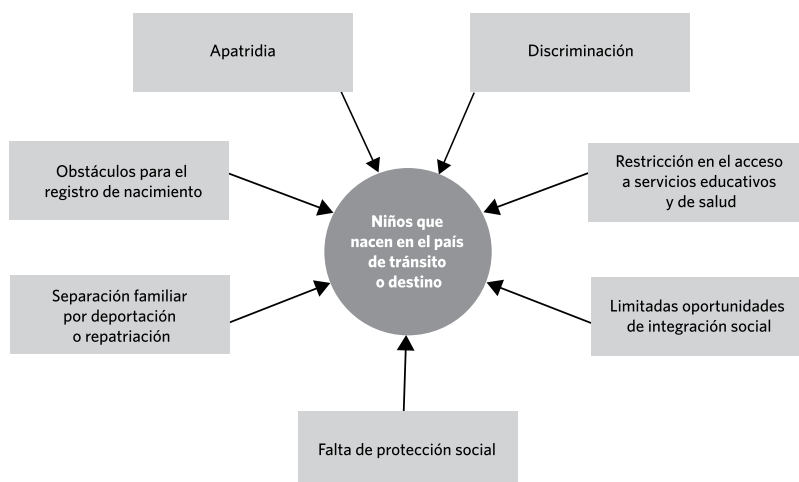 Apatridia
Discriminación
Obstáculos para el
registro de nacimiento
Restricción en el acceso
a servicios educativos
y de salud
Niños que
nacen en el país
de tránsito
o destino
Separación familiar
por deportación
o repatriación
Limitadas oportunidades
de integración social
Falta de protección social